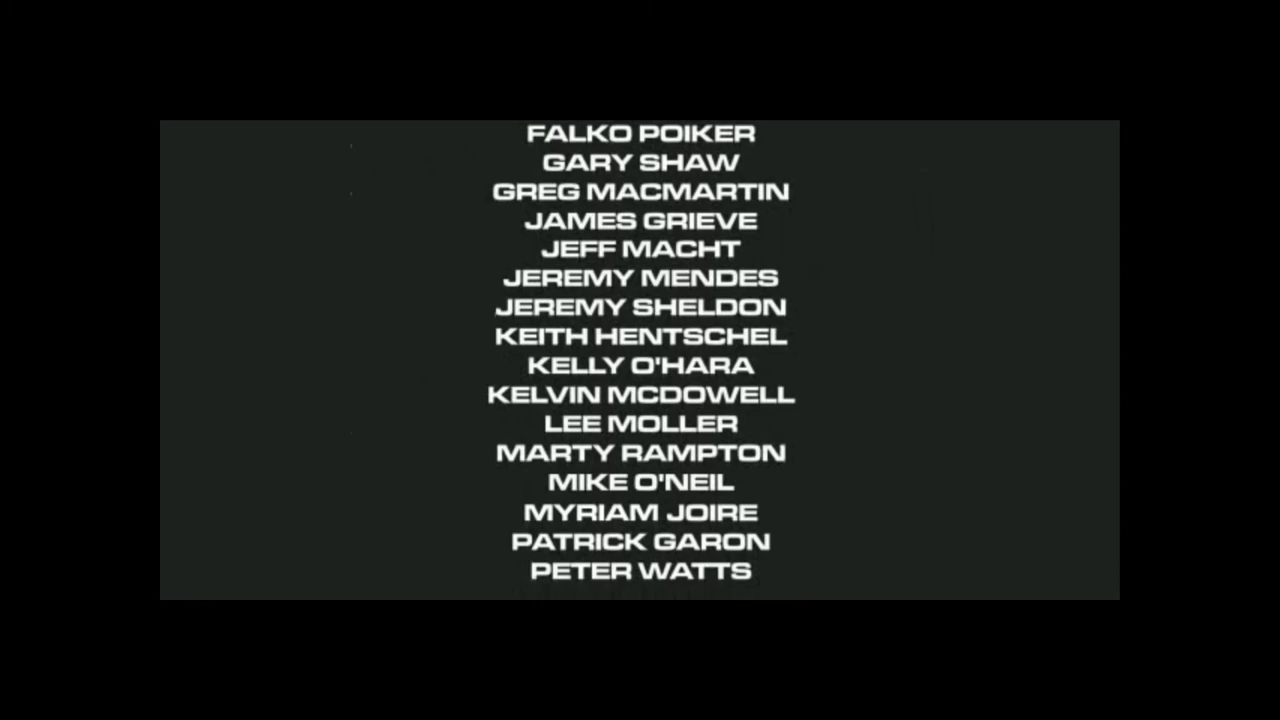 FALKO POIKER
GARY SHAW
GREG MACMARTIN
JAMES GRIEVE
JEFF MACHT
JEREMY MENDES
JEREMY SHELDON
KEITH HENTSCHEL
KELLY O'HARA
KELVIN MCDOWELL
LEE MOLLER
MARTY RAMPTON
MIKE O'NEIL
MYRIAM JOIRE
PATRICK GARON
PETER WATTS